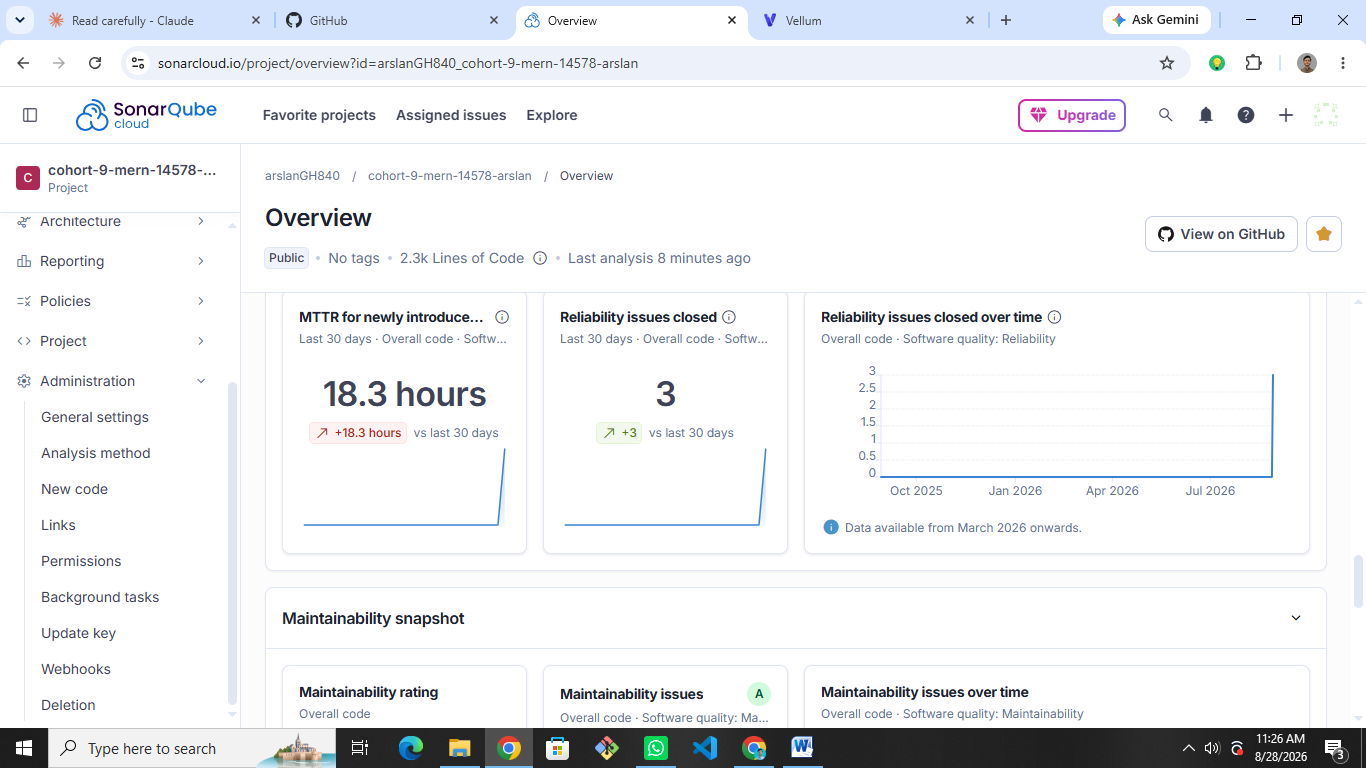 Read carefully - Claude
GitHub
Overview
Vellum
Ask Gemini
sonarcloud.io/project/overview?id=arslanGH840_cohort-9-mern-14578-arslan
SonarQube cloud
Favorite projects
Assigned issues
Explore
Upgrade
C
cohort-9-mern-14578-...
Project
Architecture
Reporting
Policies
Project
Administration
General settings
Analysis method
New code
Links
Permissions
Background tasks
Update key
Webhooks
Deletion
arslanGH840 / cohort-9-mern-14578-arslan / Overview
Overview
Public • No tags • 2.3k Lines of Code • Last analysis 8 minutes ago
View on GitHub
MTTR for newly introduce...
Last 30 days · Overall code · Softw...
18.3 hours
+18.3 hours vs last 30 days
Reliability issues closed
Last 30 days · Overall code · Softw...
3
+3 vs last 30 days
Reliability issues closed over time
Overall code · Software quality: Reliability
3
2.5
2
1.5
1
0.5
0
Oct 2025 Jan 2026 Apr 2026 Jul 2026
Data available from March 2026 onwards.
Maintainability snapshot
Maintainability rating
Overall code
Maintainability issues A
Overall code · Software quality: Ma...
Maintainability issues over time
Overall code · Software quality: Maintainability
Type here to search
11:26 AM
8/28/2026
3